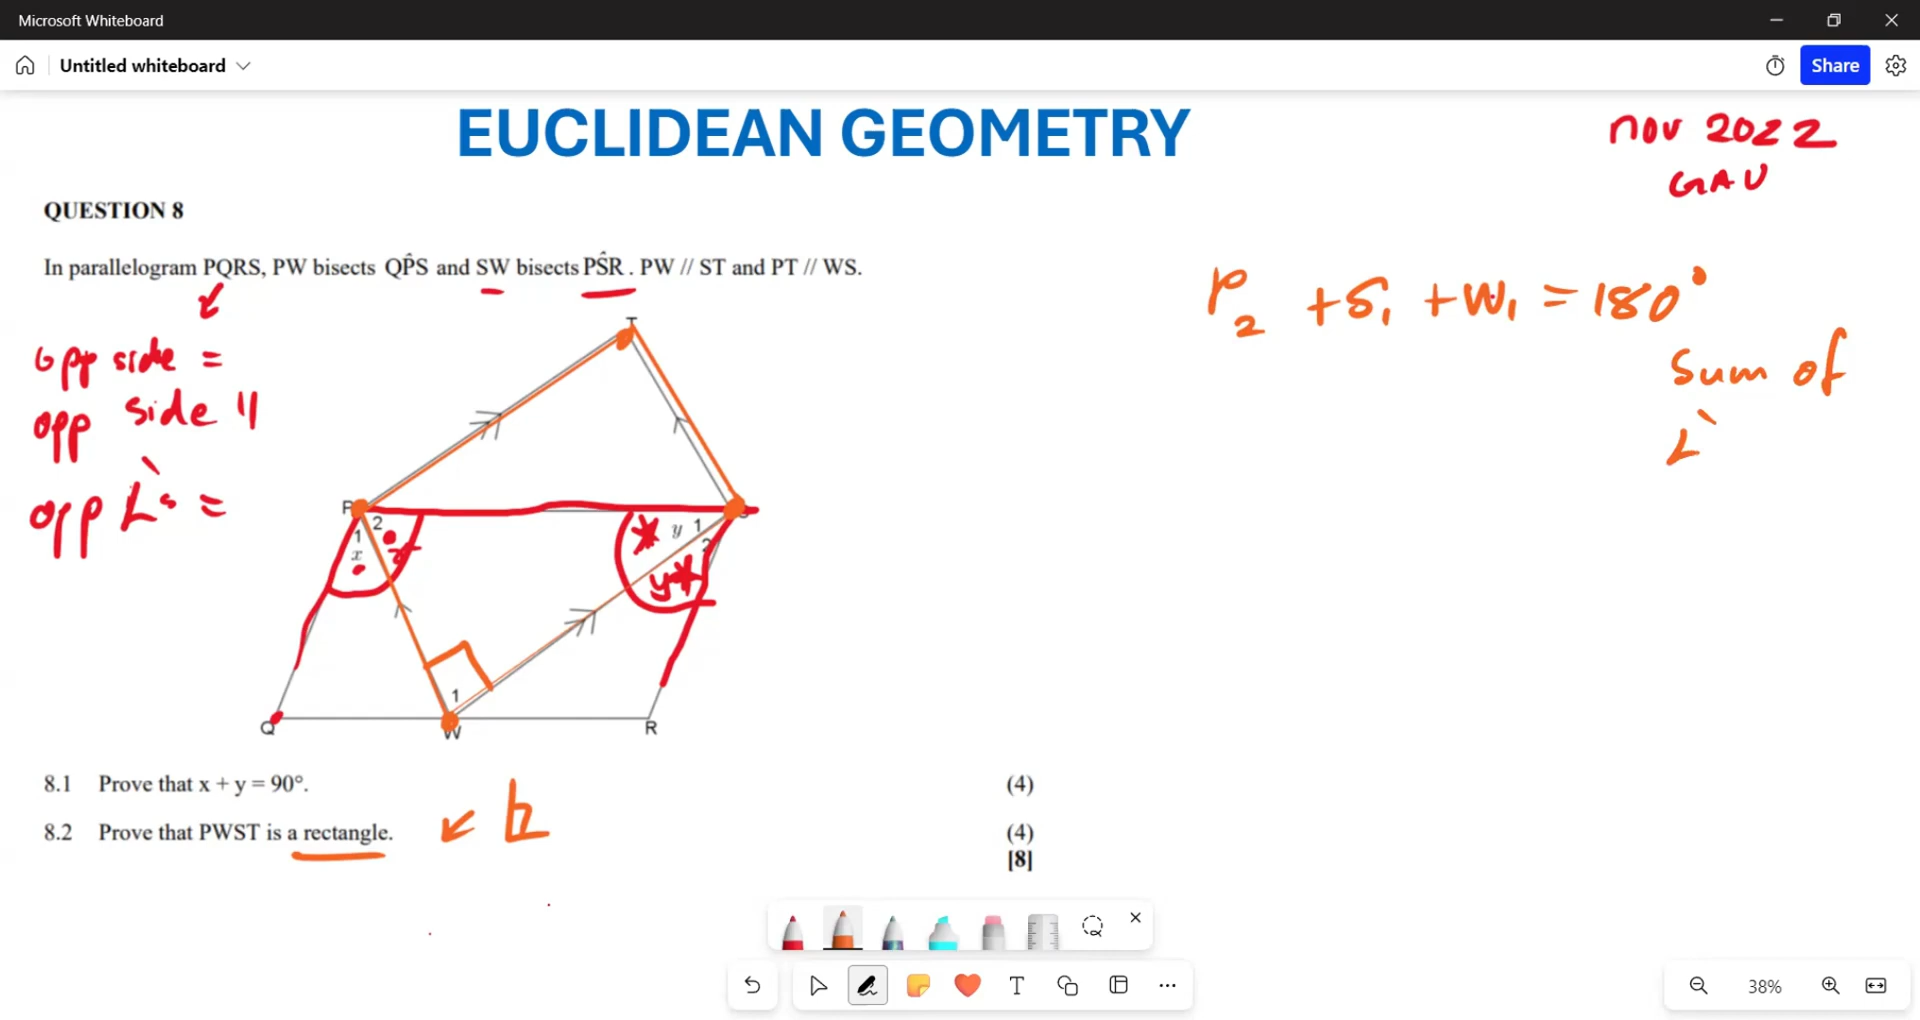 Microsoft Whiteboard
Untitled whiteboard
Share
EUCLIDEAN GEOMETRY
nov 2022
GAU
QUESTION 8
In parallelogram PQRS, PW bisects QP̂S and SW bisects PŜR. PW // ST and PT // WS.
opp side =
opp side ||
opp ∠s =
P₂ + S₁ + W₁ = 180°
Sum of
∠
T
P
2
1
x
x
y 1
2
y
1
Q
W
R
8.1 Prove that x + y = 90°. (4)
8.2 Prove that PWST is a rectangle. (4)
[8]
38%